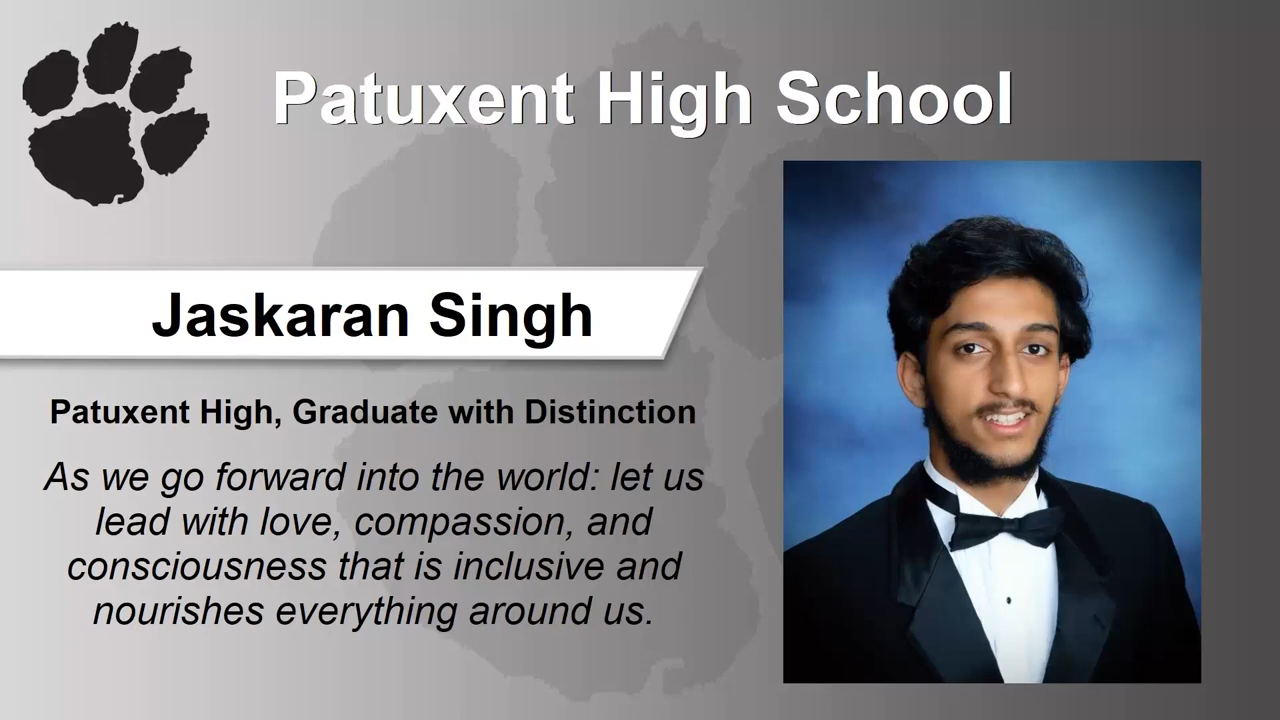 Patuxent High School
Jaskaran Singh
Patuxent High, Graduate with Distinction
As we go forward into the world: let us
lead with love, compassion, and
consciousness that is inclusive and
nourishes everything around us.